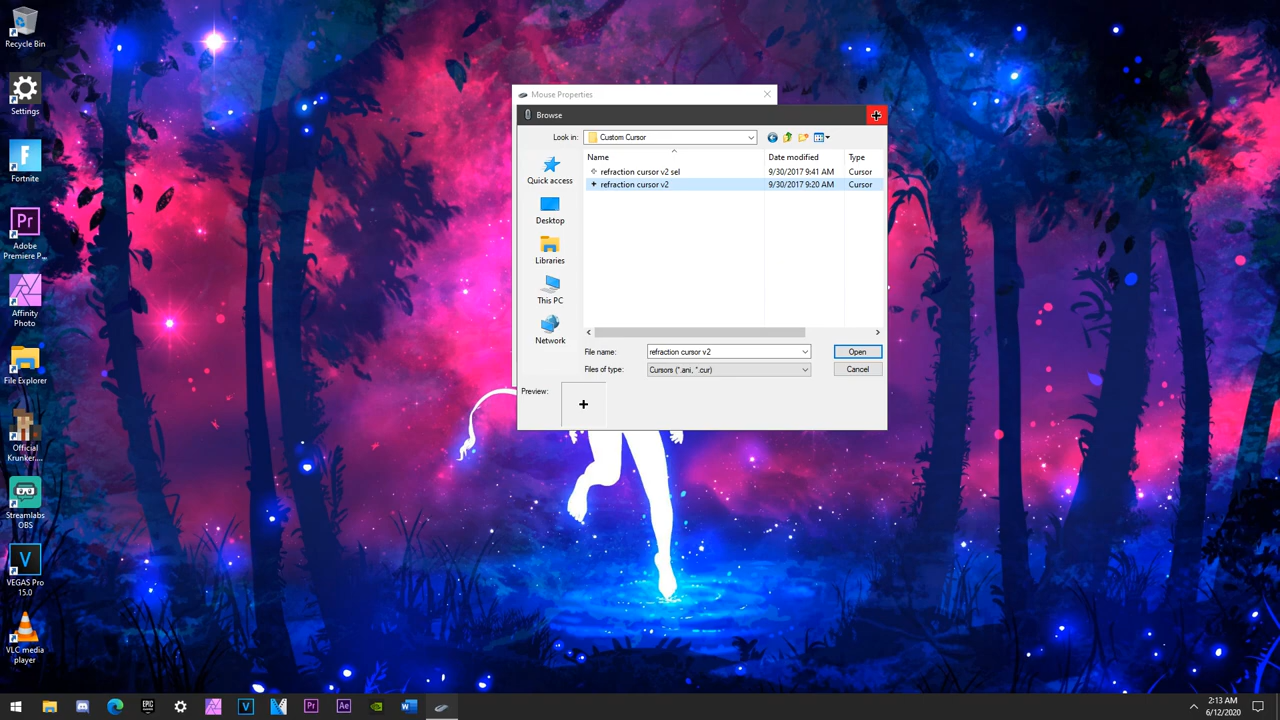 Recycle Bin
Settings
Fortnite
Pr
Adobe
Premiere P...
Affinity
Photo
File Explorer
Official
Krunker....
Streamlabs
OBS
V
VEGAS Pro
15.0
VLC media
player
Mouse Properties
Browse
Look in:
Custom Cursor
Quick access
Desktop
Libraries
This PC
Network
Name
Date modified
Type
refraction cursor v2 sel
9/30/2017 9:41 AM
Cursor
refraction cursor v2
9/30/2017 9:20 AM
Cursor
File name:
refraction cursor v2
Open
Files of type:
Cursors (*.ani, *.cur)
Cancel
Preview:
EPIC
V
Pr
Ae
W
2:13 AM
6/12/2020